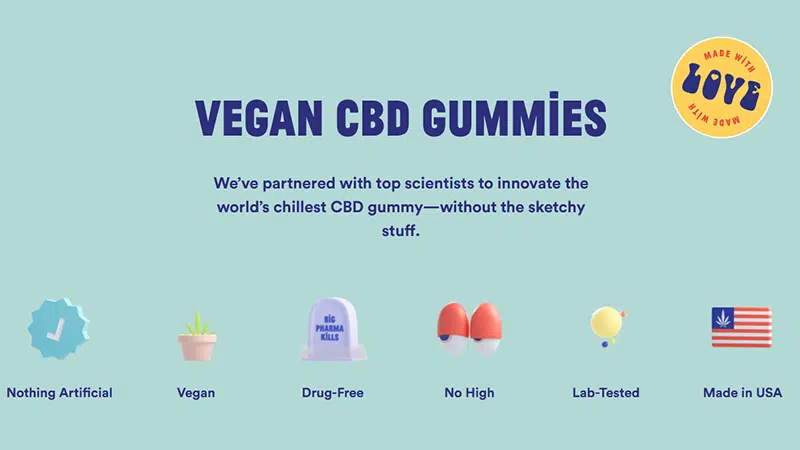 MADE WITH
LOVE
MADE WITH
VEGAN CBD GUMMIES
We’ve partnered with top scientists to innovate the
world’s chillest CBD gummy—without the sketchy
stuff.
BIG
PHARMA
KILLS
Nothing Artificial
Vegan
Drug-Free
No High
Lab-Tested
Made in USA